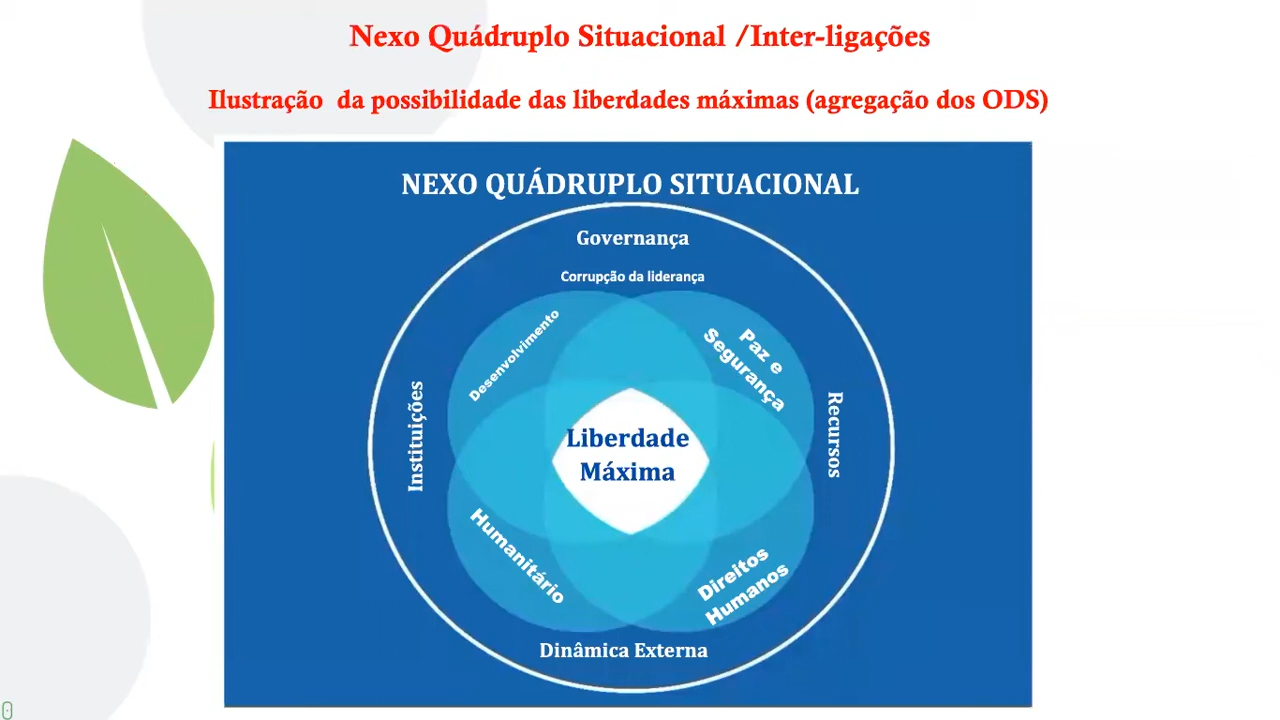 Nexo Quádruplo Situacional /Inter-ligações
Ilustração da possibilidade das liberdades máximas (agregação dos ODS)
NEXO QUÁDRUPLO SITUACIONAL
Governança
Corrupção da liderança
Desenvolvimento
Paz e
Segurança
Instituições
Recursos
Liberdade
Máxima
Humanitário
Direitos
Humanos
Dinâmica Externa
0